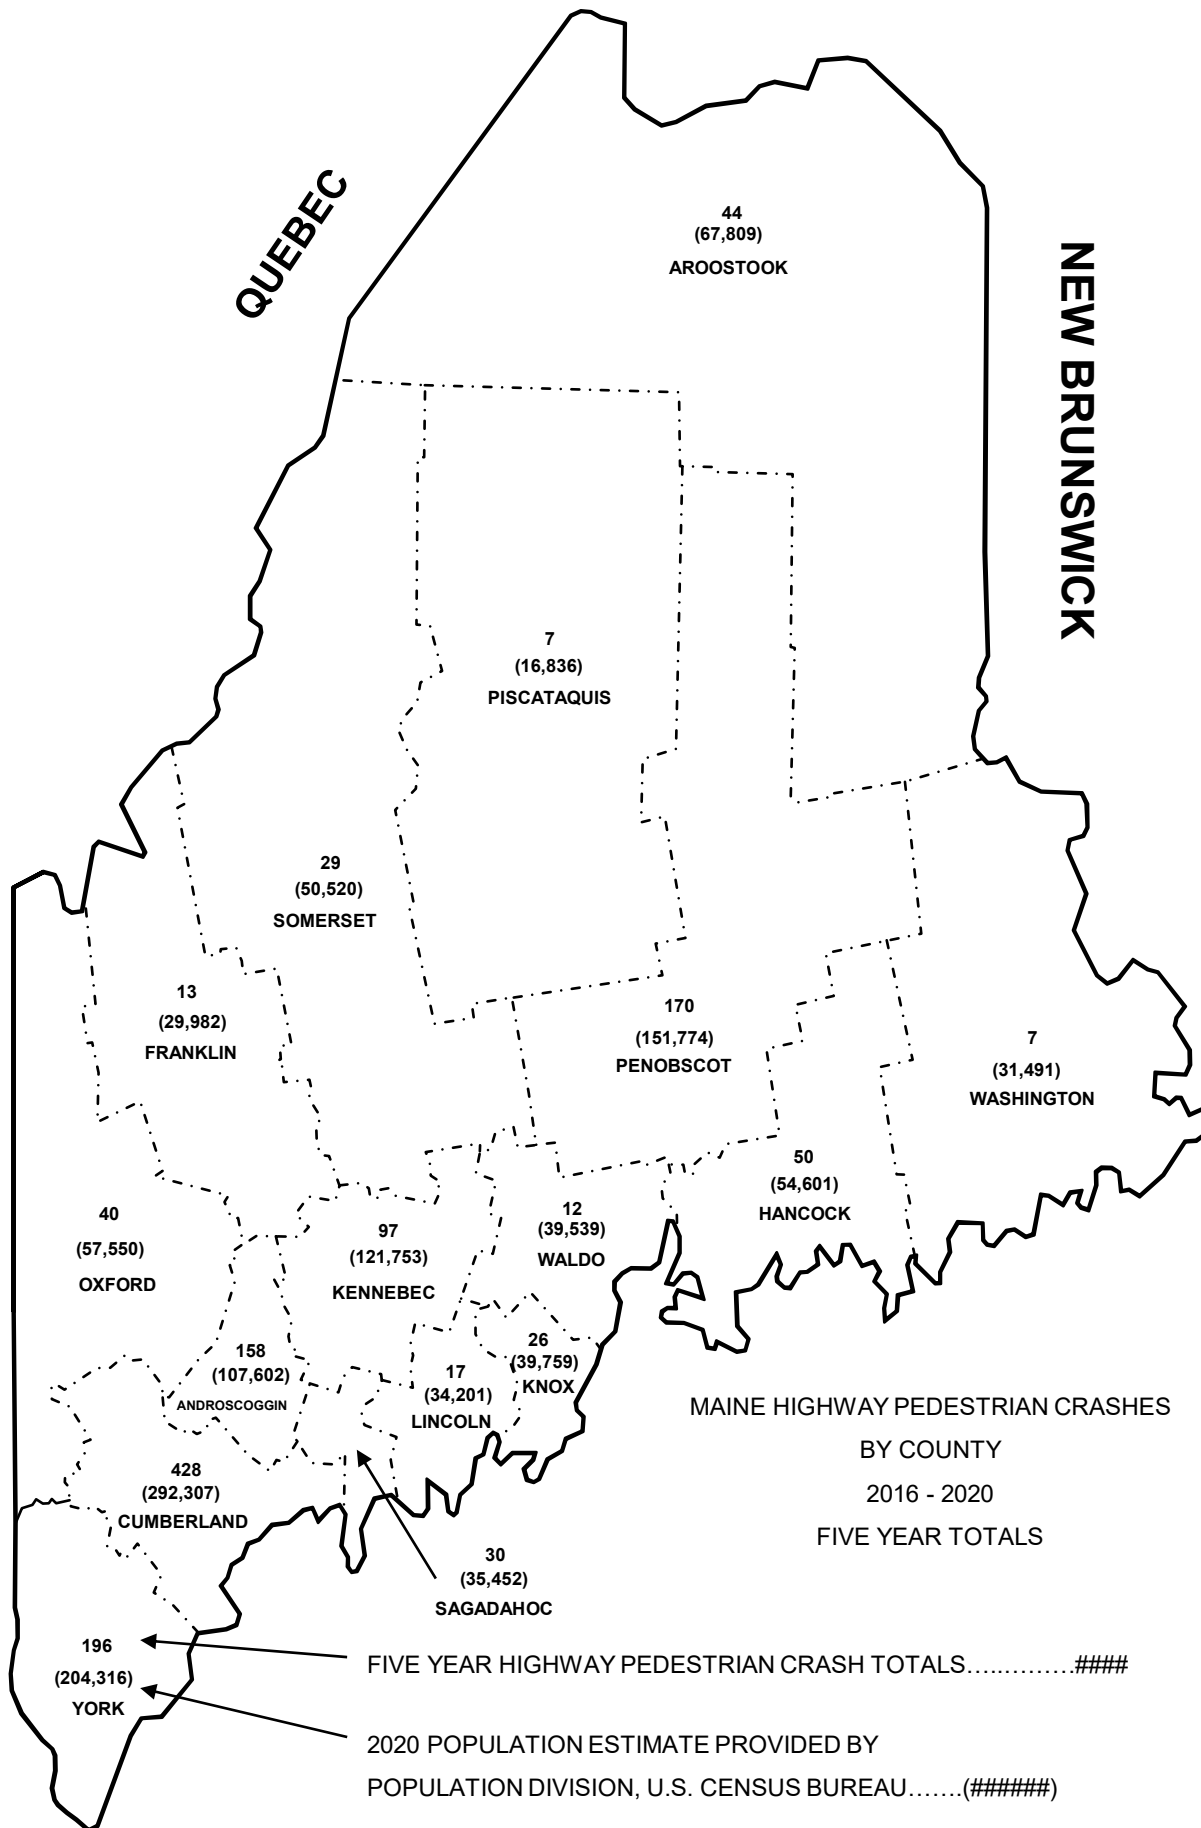 QUEBEC
NEW BRUNSWICK
44
(67,809)
AROOSTOOK
7
(16,836)
PISCATAQUIS
29
(50,520)
SOMERSET
13
(29,982)
FRANKLIN
170
(151,774)
PENOBSCOT
7
(31,491)
WASHINGTON
50
(54,601)
HANCOCK
40
(57,550)
OXFORD
97
(121,753)
KENNEBEC
12
(39,539)
WALDO
158
(107,602)
ANDROSCOGGIN
17
(34,201)
LINCOLN
26
(39,759)
KNOX
428
(292,307)
CUMBERLAND
30
(35,452)
SAGADAHOC
196
(204,316)
YORK
MAINE HIGHWAY PEDESTRIAN CRASHES
BY COUNTY
2016 - 2020
FIVE YEAR TOTALS
FIVE YEAR HIGHWAY PEDESTRIAN CRASH TOTALS…..………####
2020 POPULATION ESTIMATE PROVIDED BY
POPULATION DIVISION, U.S. CENSUS BUREAU…….(######)